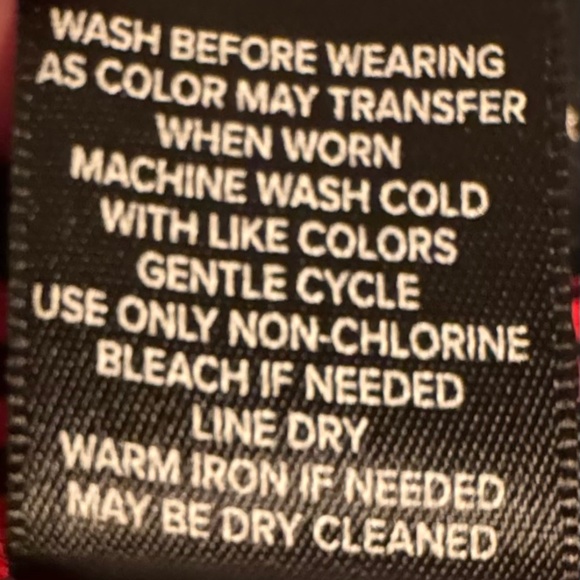 WASH BEFORE WEARING
AS COLOR MAY TRANSFER
WHEN WORN
MACHINE WASH COLD
WITH LIKE COLORS
GENTLE CYCLE
USE ONLY NON-CHLORINE
BLEACH IF NEEDED
LINE DRY
WARM IRON IF NEEDED
MAY BE DRY CLEANED